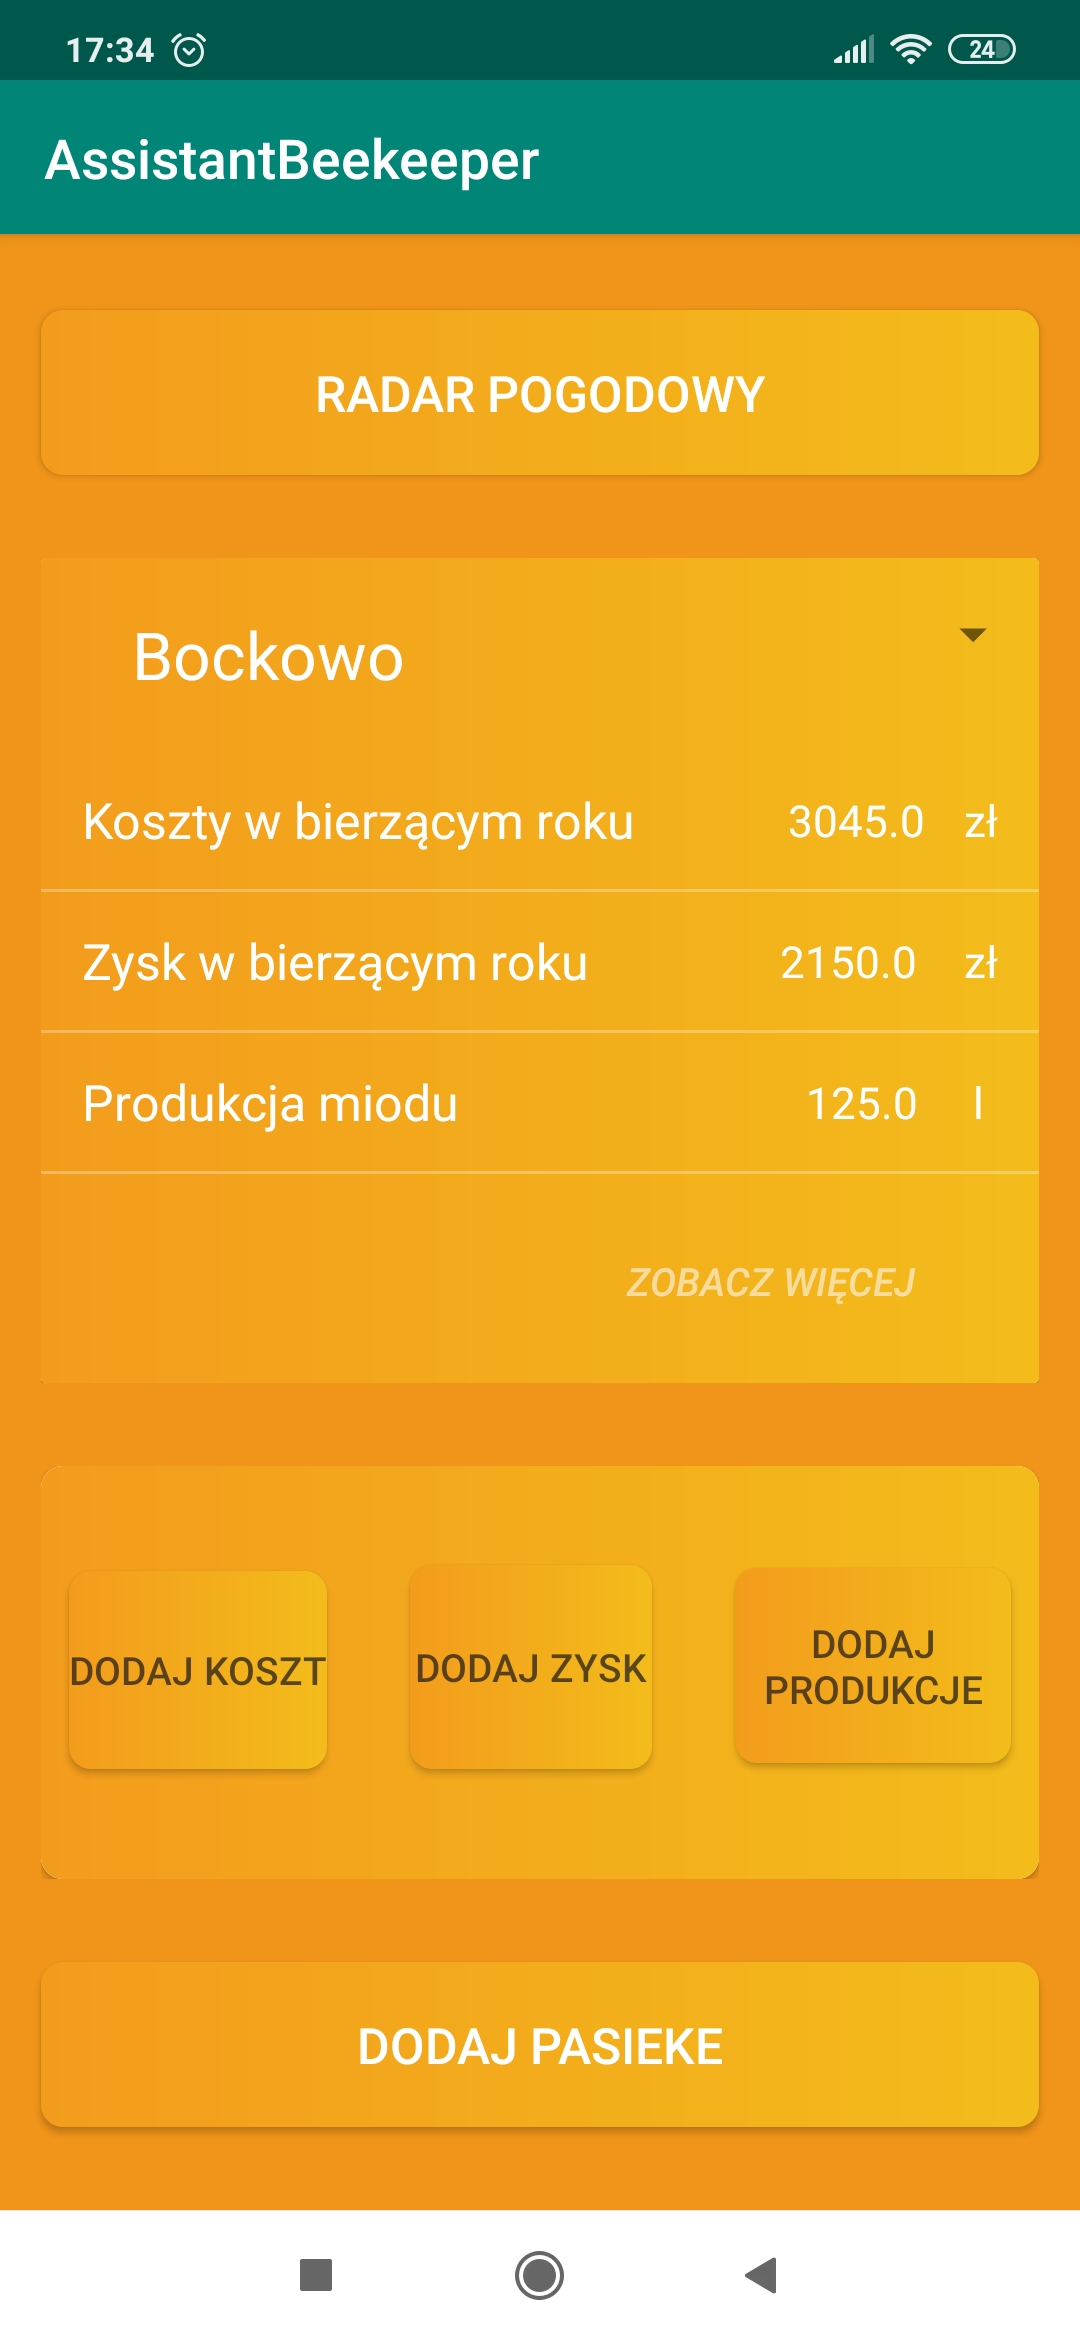 17:34
24
AssistantBeekeeper
RADAR POGODOWY
Bockowo
Koszty w bierzącym roku 3045.0 zł
Zysk w bierzącym roku 2150.0 zł
Produkcja miodu 125.0 l
ZOBACZ WIĘCEJ
DODAJ KOSZT
DODAJ ZYSK
DODAJ
PRODUKCJE
DODAJ PASIEKE